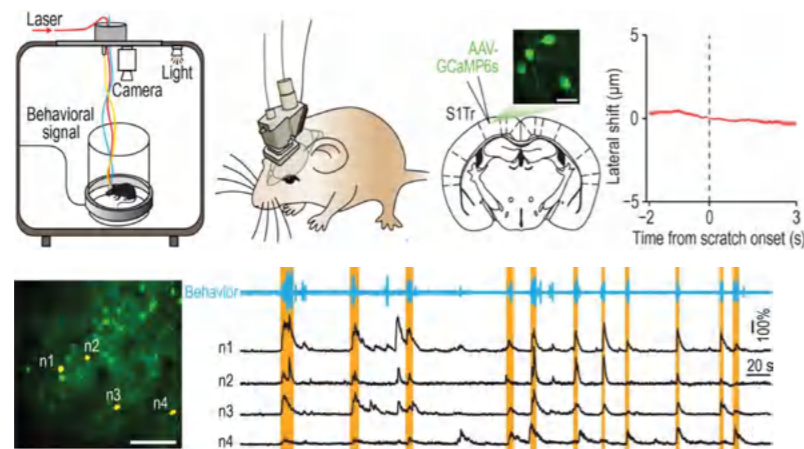 Laser
Camera
Light
Behavioral
signal
AAV-
GCaMP6s
S1Tr
Lateral shift (μm)
5
0
−5
−2
0
3
Time from scratch onset (s)
Behavior
n1
n2
n3
n4
n1
n2
n3
n4
100%
20 s